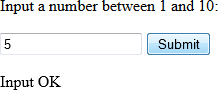 Input a number between 1 and 10:
5 Submit
Input OK